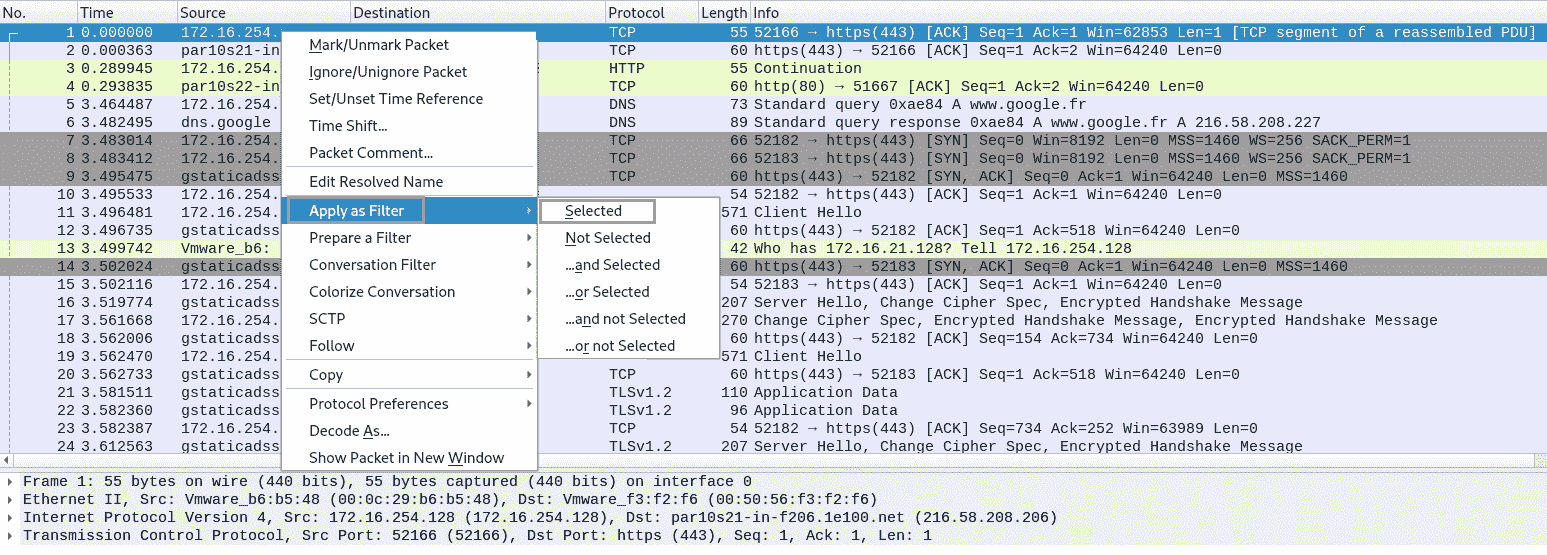 No. Time Source Destination Protocol Length Info
1 0.000000 172.16.254. TCP 55 52166 → https(443) [ACK] Seq=1 Ack=1 Win=62853 Len=1 [TCP segment of a reassembled PDU]
2 0.000363 par10s21-in TCP 60 https(443) → 52166 [ACK] Seq=1 Ack=2 Win=64240 Len=0
3 0.289945 172.16.254. HTTP 55 Continuation
4 0.293835 par10s22-in TCP 60 http(80) → 51667 [ACK] Seq=1 Ack=2 Win=64240 Len=0
5 3.464487 172.16.254. DNS 73 Standard query 0xae84 A www.google.fr
6 3.482495 dns.google DNS 89 Standard query response 0xae84 A www.google.fr A 216.58.208.227
7 3.483014 172.16.254. TCP 66 52182 → https(443) [SYN] Seq=0 Win=8192 Len=0 MSS=1460 WS=256 SACK_PERM=1
8 3.483412 172.16.254. TCP 66 52183 → https(443) [SYN] Seq=0 Win=8192 Len=0 MSS=1460 WS=256 SACK_PERM=1
9 3.495475 gstaticadss TCP 60 https(443) → 52182 [SYN, ACK] Seq=0 Ack=1 Win=64240 Len=0 MSS=1460
10 3.495533 172.16.254. TCP 54 52182 → https(443) [ACK] Seq=1 Ack=1 Win=64240 Len=0
11 3.496481 172.16.254. 571 Client Hello
12 3.496735 gstaticadss 60 https(443) → 52182 [ACK] Seq=1 Ack=518 Win=64240 Len=0
13 3.499742 Vmware_b6: 42 Who has 172.16.21.128? Tell 172.16.254.128
14 3.502024 gstaticadss 60 https(443) → 52183 [SYN, ACK] Seq=0 Ack=1 Win=64240 Len=0 MSS=1460
15 3.502116 172.16.254. 54 52183 → https(443) [ACK] Seq=1 Ack=1 Win=64240 Len=0
16 3.519774 gstaticadss 207 Server Hello, Change Cipher Spec, Encrypted Handshake Message
17 3.561668 172.16.254. 270 Change Cipher Spec, Encrypted Handshake Message, Encrypted Handshake Message
18 3.562006 gstaticadss 60 https(443) → 52182 [ACK] Seq=154 Ack=734 Win=64240 Len=0
19 3.562470 172.16.254. 571 Client Hello
20 3.562733 gstaticadss TCP 60 https(443) → 52183 [ACK] Seq=1 Ack=518 Win=64240 Len=0
21 3.581511 gstaticadss TLSv1.2 110 Application Data
22 3.582360 gstaticadss TLSv1.2 96 Application Data
23 3.582387 172.16.254. TCP 54 52182 → https(443) [ACK] Seq=734 Ack=252 Win=63989 Len=0
24 3.612563 gstaticadss TLSv1.2 207 Server Hello, Change Cipher Spec, Encrypted Handshake Message
Mark/Unmark Packet
Ignore/Unignore Packet
Set/Unset Time Reference
Time Shift...
Packet Comment...
Edit Resolved Name
Apply as Filter
Prepare a Filter
Conversation Filter
Colorize Conversation
SCTP
Follow
Copy
Protocol Preferences
Decode As...
Show Packet in New Window
Selected
Not Selected
...and Selected
...or Selected
...and not Selected
...or not Selected
Frame 1: 55 bytes on wire (440 bits), 55 bytes captured (440 bits) on interface 0
Ethernet II, Src: Vmware_b6:b5:48 (00:0c:29:b6:b5:48), Dst: Vmware_f3:f2:f6 (00:50:56:f3:f2:f6)
Internet Protocol Version 4, Src: 172.16.254.128 (172.16.254.128), Dst: par10s21-in-f206.1e100.net (216.58.208.206)
Transmission Control Protocol, Src Port: 52166 (52166), Dst Port: https (443), Seq: 1, Ack: 1, Len: 1